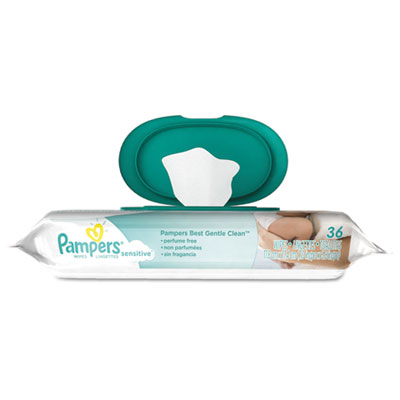 Pampers
WIPES LINGETTES
sensitive
Pampers Best Gentle Clean™
• perfume free
• non parfumées
• sin fragancia
36